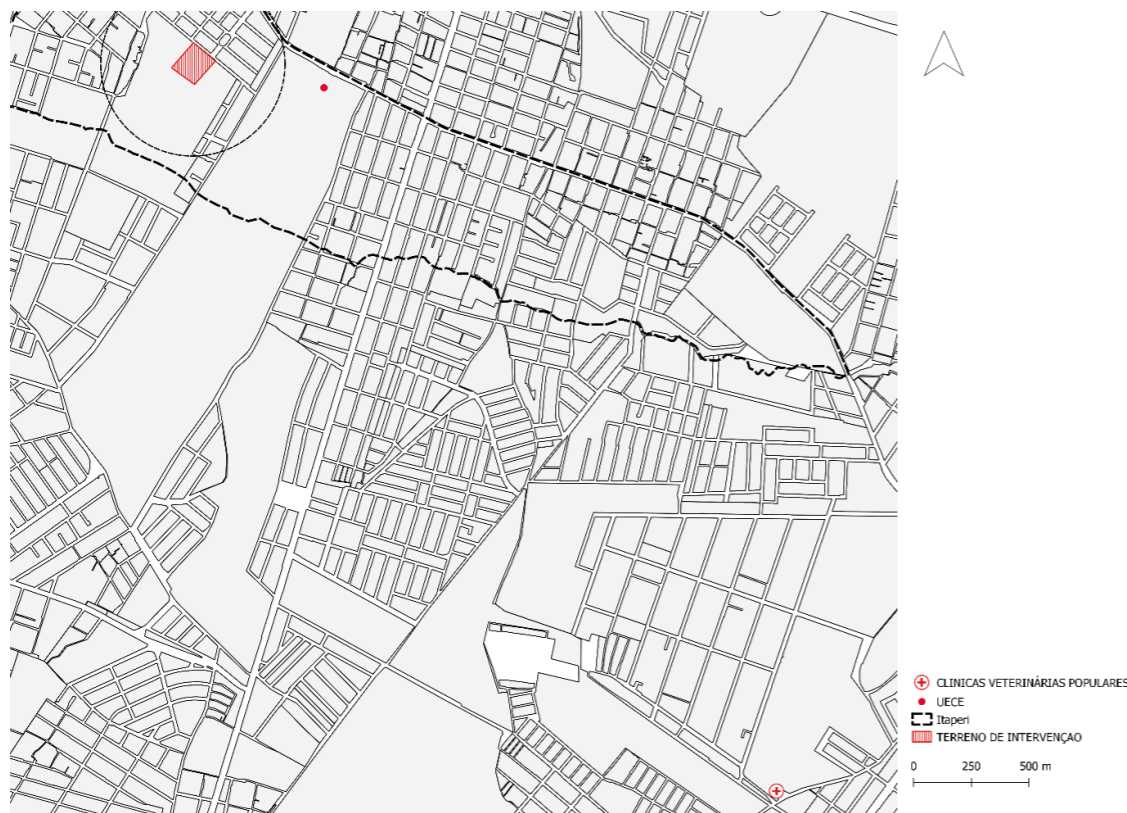 CLINICAS VETERINÁRIAS POPULARES
UECE
Itaperi
TERRENO DE INTERVENÇAO
0 250 500 m